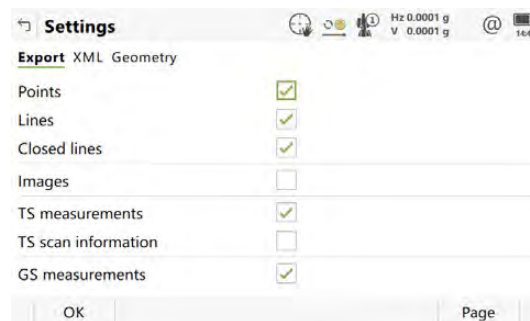 Settings
1
Hz 0.0001 g
V 0.0001 g
@
Export XML Geometry
Points
Lines
Closed lines
Images
TS measurements
TS scan information
GS measurements
OK Page